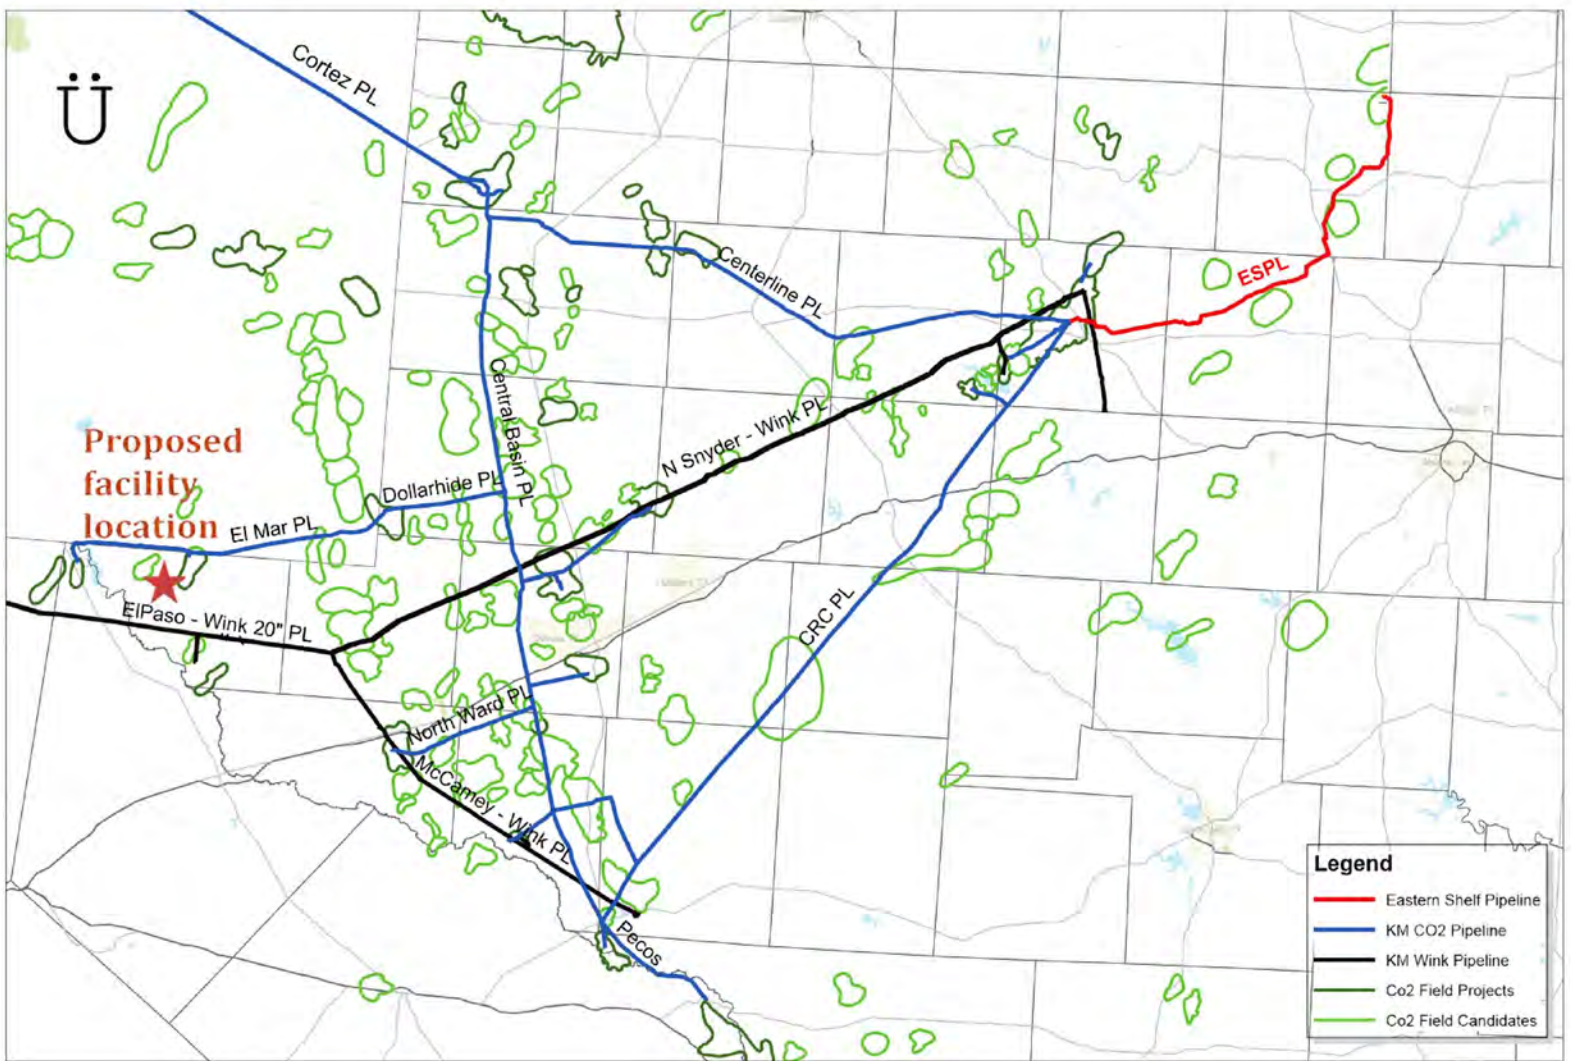 Cortez PL
Ü
Centerline PL
ESPL
Central Basin PL
N Snyder - Wink PL
Proposed
facility
location
Dollarhide PL
El Mar PL
ElPaso - Wink 20" PL
CRC PL
North Ward PL
McCamey - Wink PL
Pecos
Legend
Eastern Shelf Pipeline
KM CO2 Pipeline
KM Wink Pipeline
Co2 Field Projects
Co2 Field Candidates